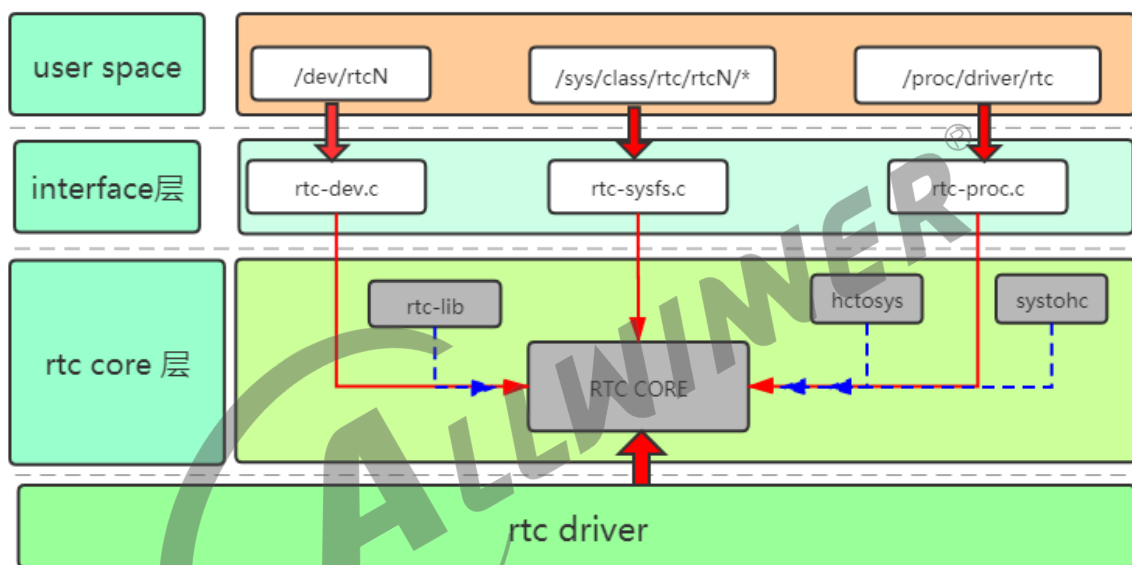 user space
/dev/rtcN
/sys/class/rtc/rtcN/*
/proc/driver/rtc
interface层
rtc-dev.c
rtc-sysfs.c
rtc-proc.c
rtc core 层
rtc-lib
hctosys
systohc
RTC CORE
rtc driver
ALLWINNER®